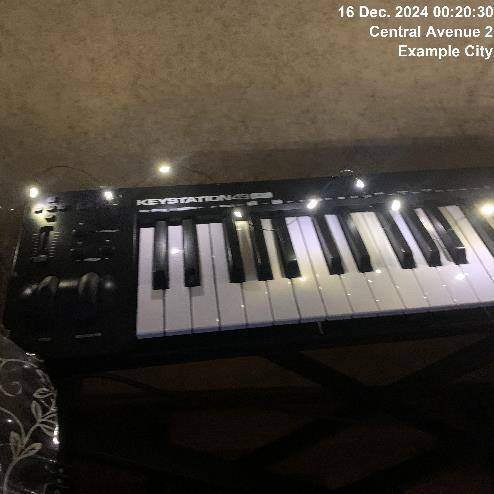 16 Dec. 2024 00:20:30
Central Avenue 2
Example City
KEYSTATION